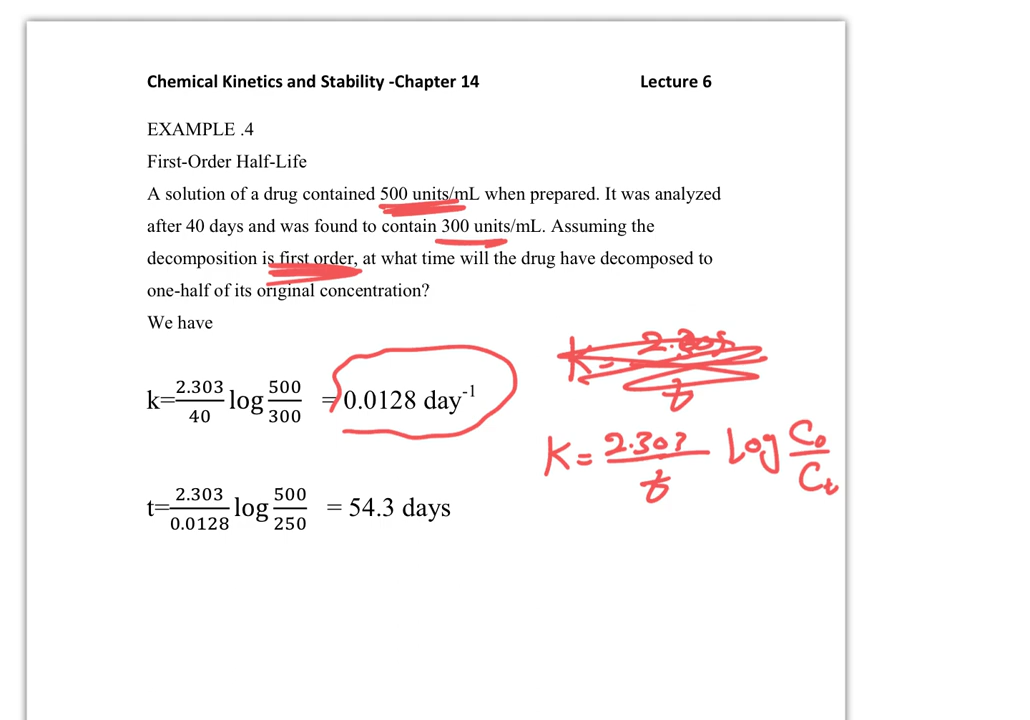 Chemical Kinetics and Stability -Chapter 14 Lecture 6
EXAMPLE .4
First-Order Half-Life
A solution of a drug contained 500 units/mL when prepared. It was analyzed
after 40 days and was found to contain 300 units/mL. Assuming the
decomposition is first order, at what time will the drug have decomposed to
one-half of its original concentration?
We have
K= 2.303/t
k=2.303/40 log 500/300 = 0.0128 day⁻¹
K= 2.303/t Log C₀/Cₜ
t=2.303/0.0128 log 500/250 = 54.3 days